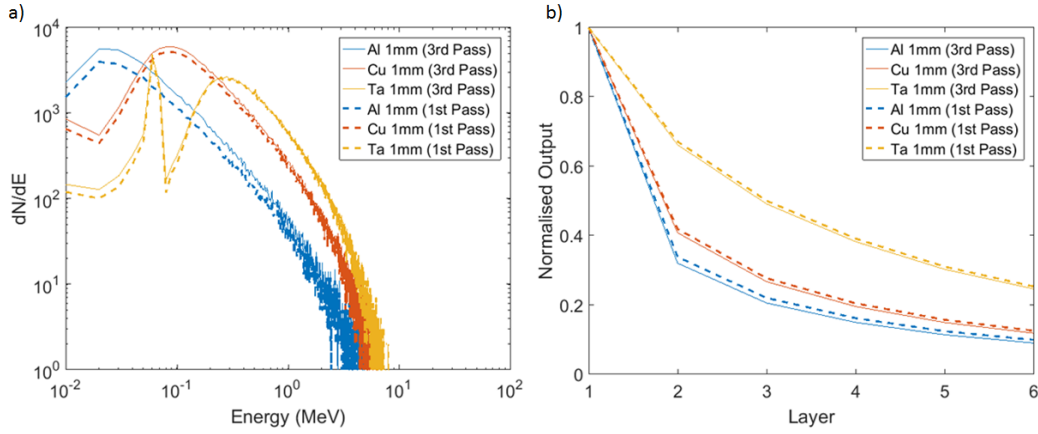 a)
10^4
10^3
10^2
10^1
10^0
dN/dE
10^-2
10^-1
10^0
10^1
10^2
Energy (MeV)
Al 1mm (3rd Pass)
Cu 1mm (3rd Pass)
Ta 1mm (3rd Pass)
Al 1mm (1st Pass)
Cu 1mm (1st Pass)
Ta 1mm (1st Pass)
b)
1
0.8
0.6
0.4
0.2
0
Normalised Output
1
2
3
4
5
6
Layer
Al 1mm (3rd Pass)
Cu 1mm (3rd Pass)
Ta 1mm (3rd Pass)
Al 1mm (1st Pass)
Cu 1mm (1st Pass)
Ta 1mm (1st Pass)